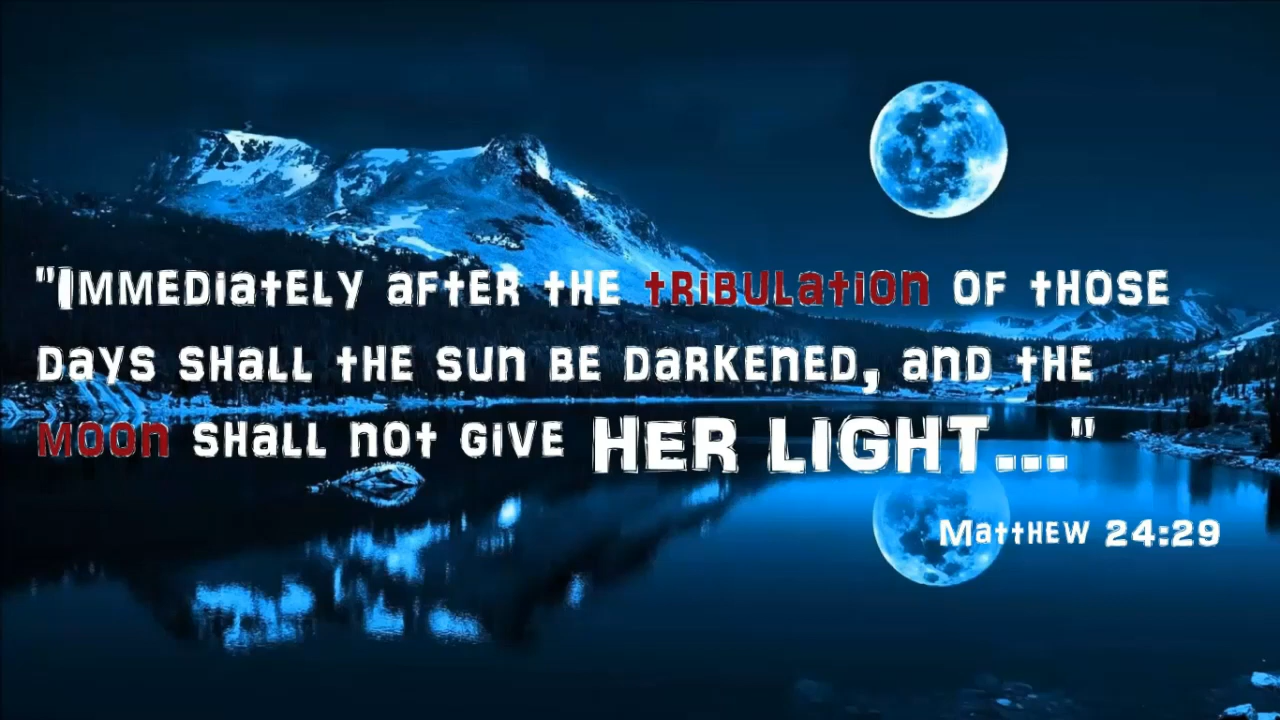 "Immediately after the tribulation of those
days shall the sun be darkened, and the
moon shall not give HER LIGHT..."
Matthew 24:29